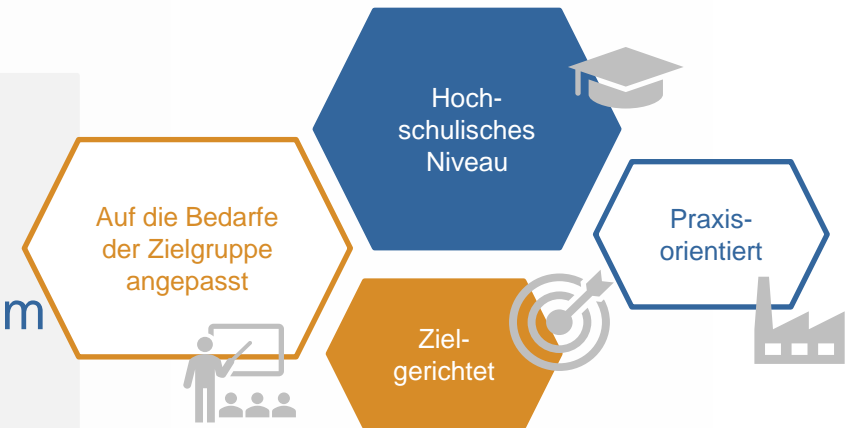 Hoch-
schulisches
Niveau
Auf die Bedarfe
der Zielgruppe
angepasst
Praxis-
orientiert
m
Ziel-
gerichtet